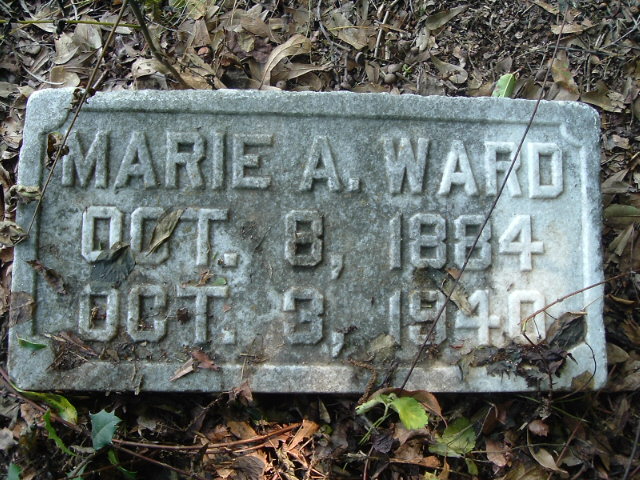 MARIE A. WARD
OCT. 8, 1884
OCT. 3, 1940